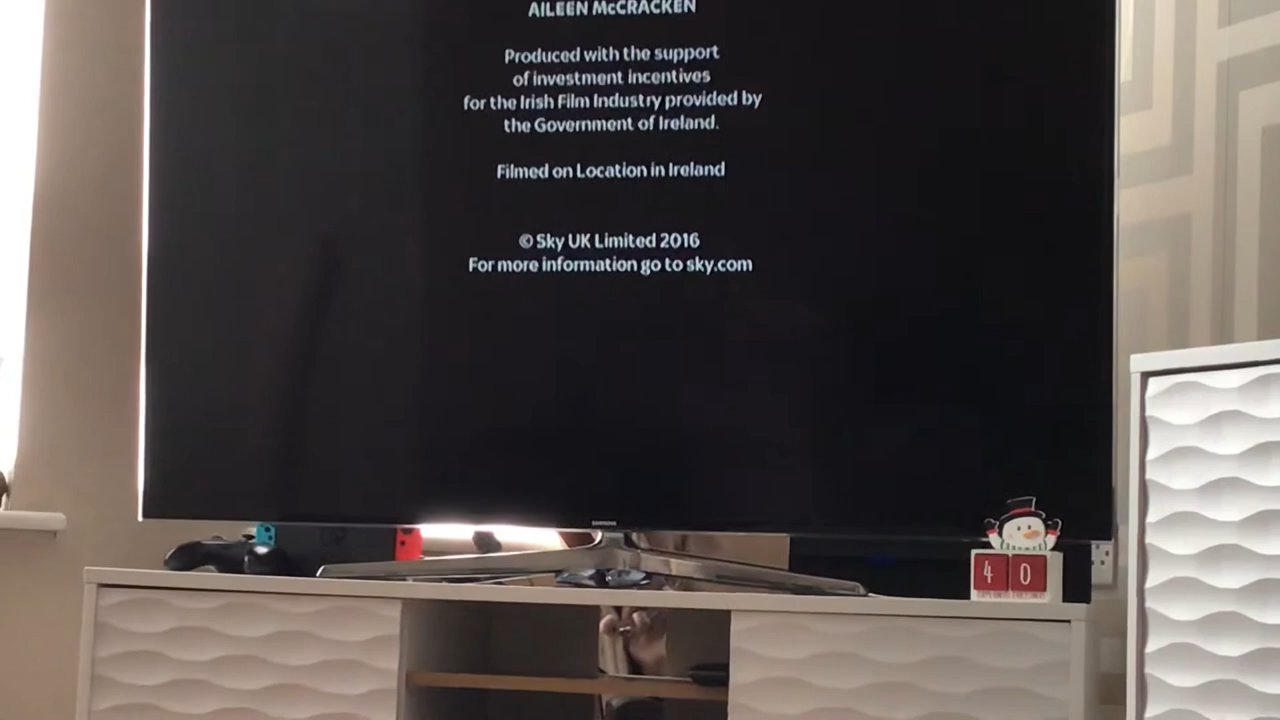 AILEEN McCRACKEN
Produced with the support
of investment incentives
for the Irish Film Industry provided by
the Government of Ireland.
Filmed on Location in Ireland
© Sky UK Limited 2016
For more information go to sky.com
SAMSUNG
4 0